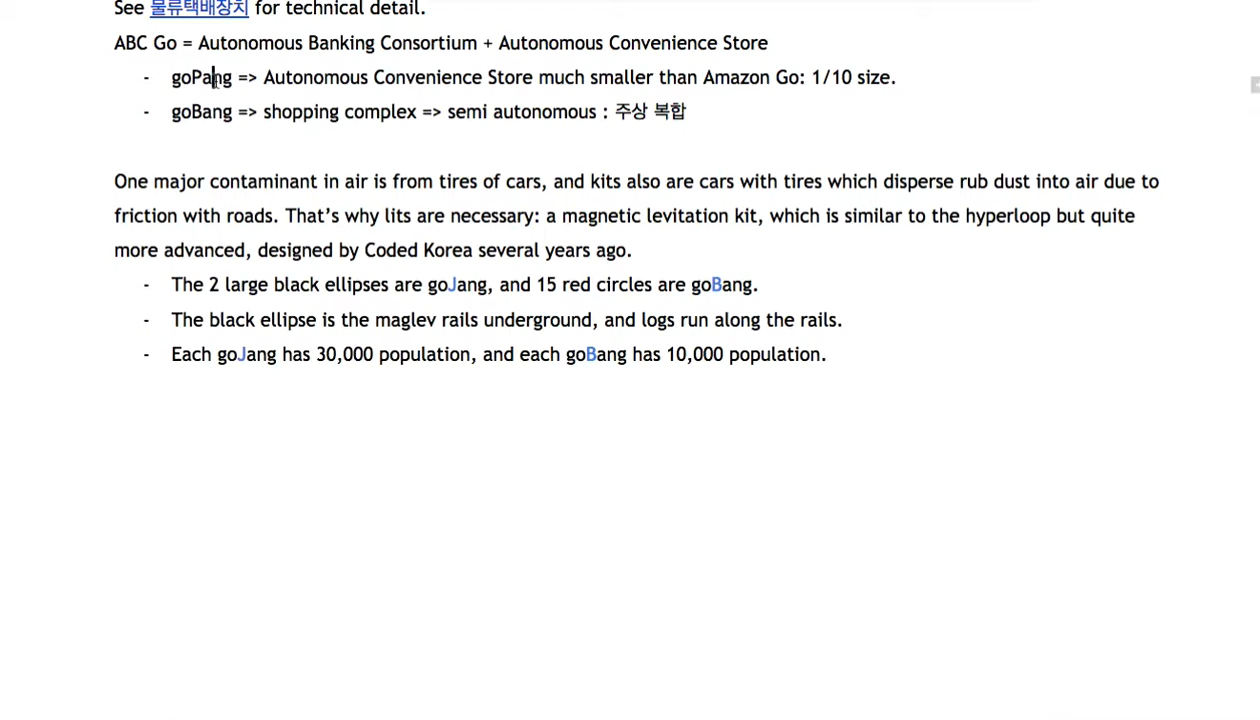 See 물류택배장치 for technical detail.
ABC Go = Autonomous Banking Consortium + Autonomous Convenience Store
- goPang => Autonomous Convenience Store much smaller than Amazon Go: 1/10 size.
- goBang => shopping complex => semi autonomous : 주상 복합
One major contaminant in air is from tires of cars, and kits also are cars with tires which disperse rub dust into air due to
friction with roads. That’s why lits are necessary: a magnetic levitation kit, which is similar to the hyperloop but quite
more advanced, designed by Coded Korea several years ago.
- The 2 large black ellipses are goJang, and 15 red circles are goBang.
- The black ellipse is the maglev rails underground, and logs run along the rails.
- Each goJang has 30,000 population, and each goBang has 10,000 population.